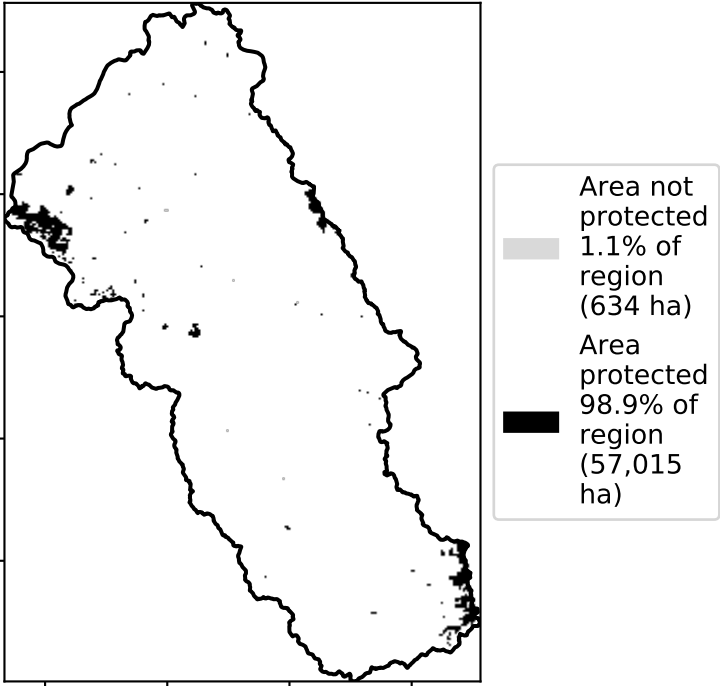 Area not
protected
1.1% of
region
(634 ha)
Area
protected
98.9% of
region
(57,015
ha)